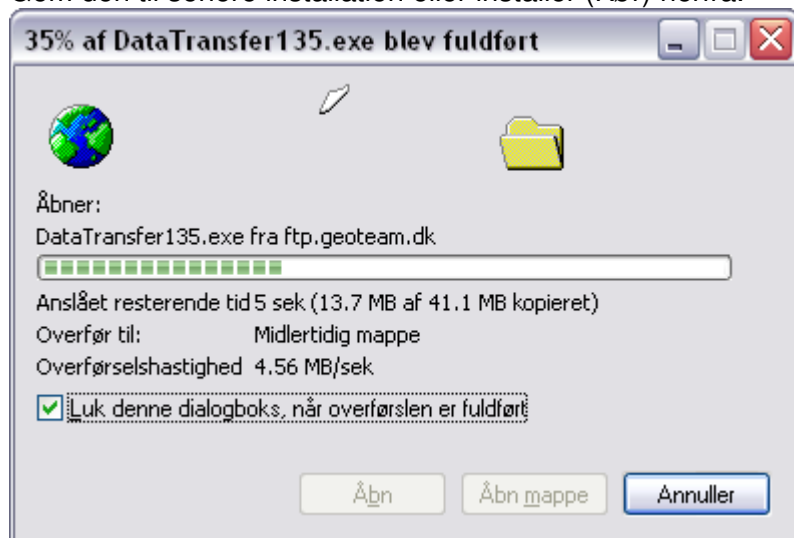 35% af DataTransfer135.exe blev fuldført
Åbner:
DataTransfer135.exe fra ftp.geoteam.dk
Anslået resterende tid 5 sek (13.7 MB af 41.1 MB kopieret)
Overfør til: Midlertidig mappe
Overførselshastighed 4.56 MB/sek
Luk denne dialogboks, når overførslen er fuldført
Åbn Åbn mappe Annuller